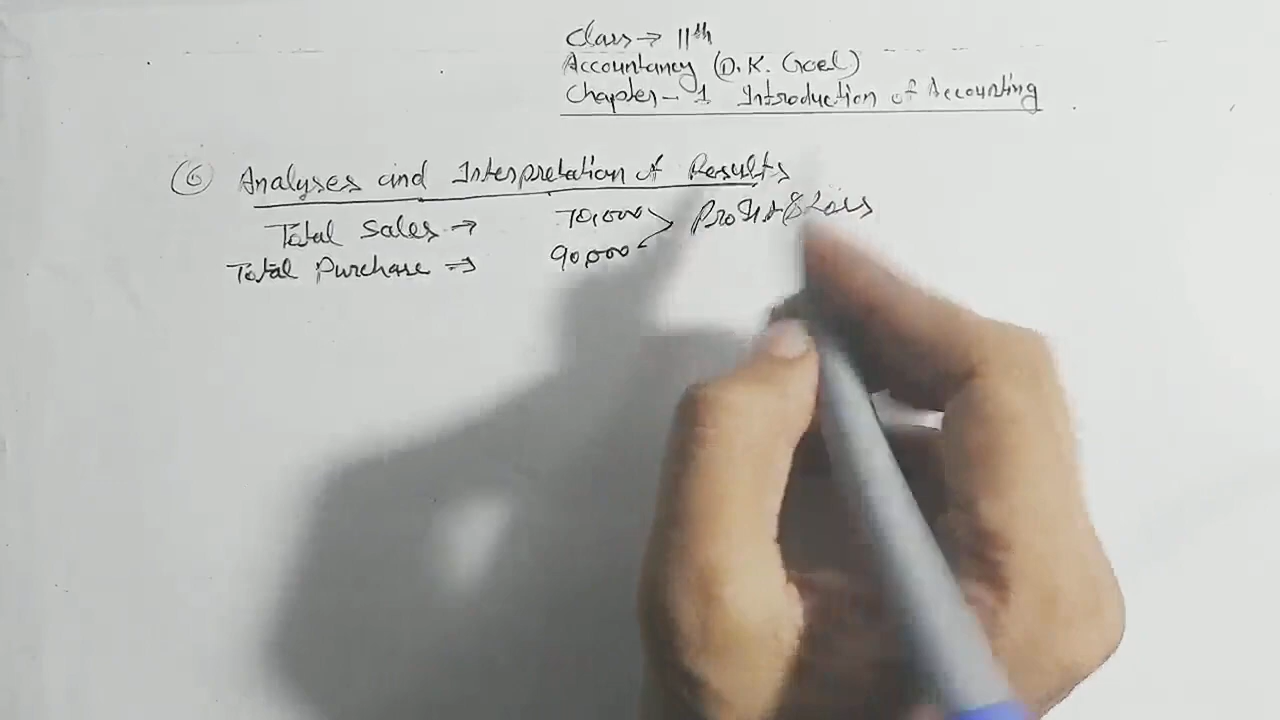 Class → 11th
Accountancy (D. K. Goel)
Chapter - 1 Introduction of Accounting
(6) Analyses and Interpretation of Results
Total Sales → 70,000 Profit & Loss
Total Purchase ⇒ 90,000